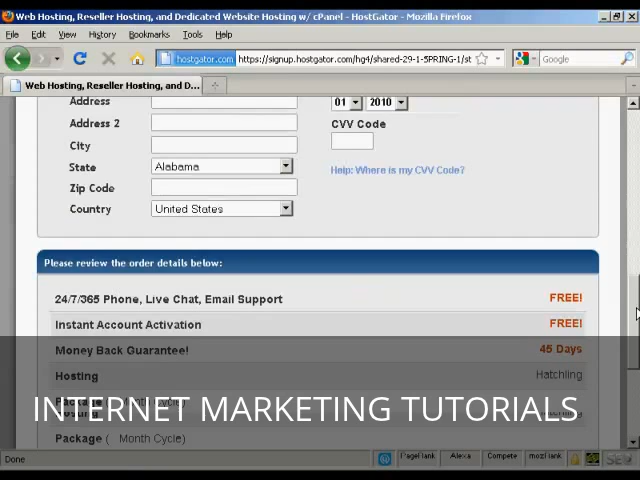 Web Hosting, Reseller Hosting, and Dedicated Website Hosting w/ cPanel - HostGator - Mozilla Firefox
File Edit View History Bookmarks Tools Help
hostgator.com https://signup.hostgator.com/hg4/shared-29-1-SPRING-1/st Google
Web Hosting, Reseller Hosting, and D...
Address 01 2010
Address 2 CVV Code
City
State Alabama Help: Where is my CVV Code?
Zip Code
Country United States
Please review the order details below:
24/7/365 Phone, Live Chat, Email Support FREE!
Instant Account Activation FREE!
Money Back Guarantee! 45 Days
Hosting Hatchling
INTERNET MARKETING TUTORIALS
Package ( Month Cycle)
Done PageRank Alexa Compete mozRank